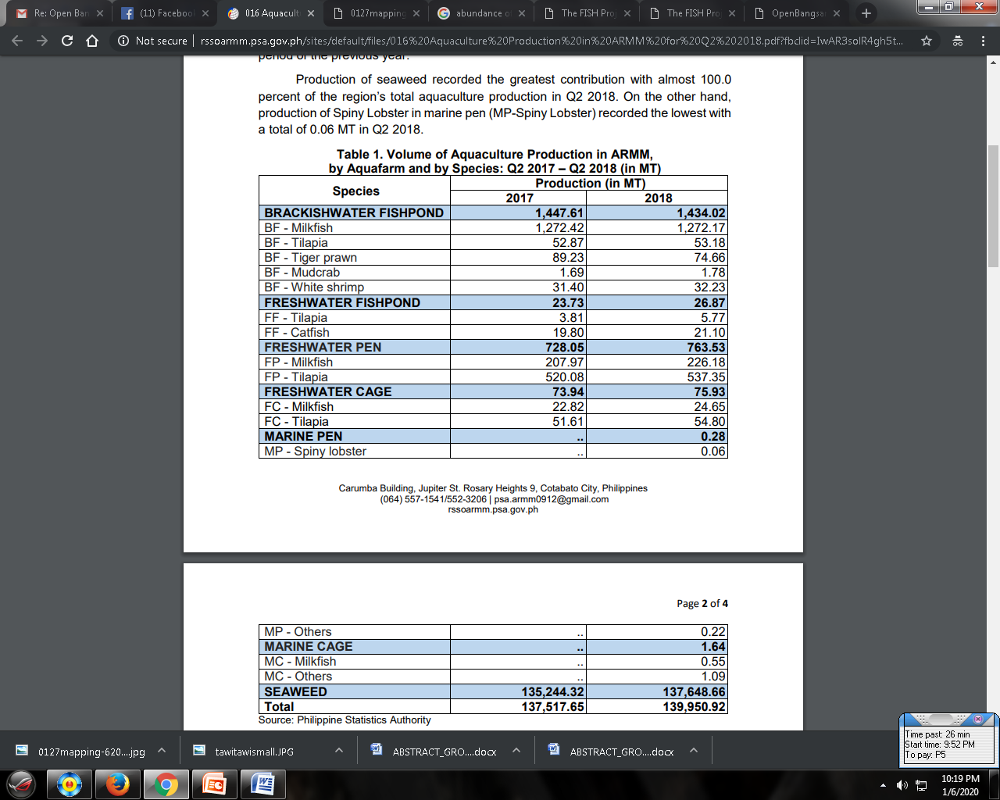 Re: Open Ban
(11) Facebook
016 Aquacult
0127mapping
abundance o
The FISH Pro
The FISH Pro
OpenBangsa
Not secure | rssoarmm.psa.gov.ph/sites/default/files/016%20Aquaculture%20Production%20in%20ARMM%20for%20Q2%202018.pdf?fbclid=IwAR3solR4gh5t...
period of the previous year.
Production of seaweed recorded the greatest contribution with almost 100.0
percent of the region's total aquaculture production in Q2 2018. On the other hand,
production of Spiny Lobster in marine pen (MP-Spiny Lobster) recorded the lowest with
a total of 0.06 MT in Q2 2018.
Table 1. Volume of Aquaculture Production in ARMM,
by Aquafarm and by Species: Q2 2017 – Q2 2018 (in MT)
Species Production (in MT)
2017 2018
BRACKISHWATER FISHPOND 1,447.61 1,434.02
BF - Milkfish 1,272.42 1,272.17
BF - Tilapia 52.87 53.18
BF - Tiger prawn 89.23 74.66
BF - Mudcrab 1.69 1.78
BF - White shrimp 31.40 32.23
FRESHWATER FISHPOND 23.73 26.87
FF - Tilapia 3.81 5.77
FF - Catfish 19.80 21.10
FRESHWATER PEN 728.05 763.53
FP - Milkfish 207.97 226.18
FP - Tilapia 520.08 537.35
FRESHWATER CAGE 73.94 75.93
FC - Milkfish 22.82 24.65
FC - Tilapia 51.61 54.80
MARINE PEN .. 0.28
MP - Spiny lobster .. 0.06
Carumba Building, Jupiter St. Rosary Heights 9, Cotabato City, Philippines
(064) 557-1541/552-3206 | psa.armm0912@gmail.com
rssoarmm.psa.gov.ph
Page 2 of 4
MP - Others .. 0.22
MARINE CAGE .. 1.64
MC - Milkfish .. 0.55
MC - Others .. 1.09
SEAWEED 135,244.32 137,648.66
Total 137,517.65 139,950.92
Source: Philippine Statistics Authority
Time past: 26 min
Start time: 9:52 PM
To pay: P5
0127mapping-620....jpg
tawitawismall.JPG
ABSTRACT_GRO....docx
ABSTRACT_GRO....docx
10:19 PM
1/6/2020